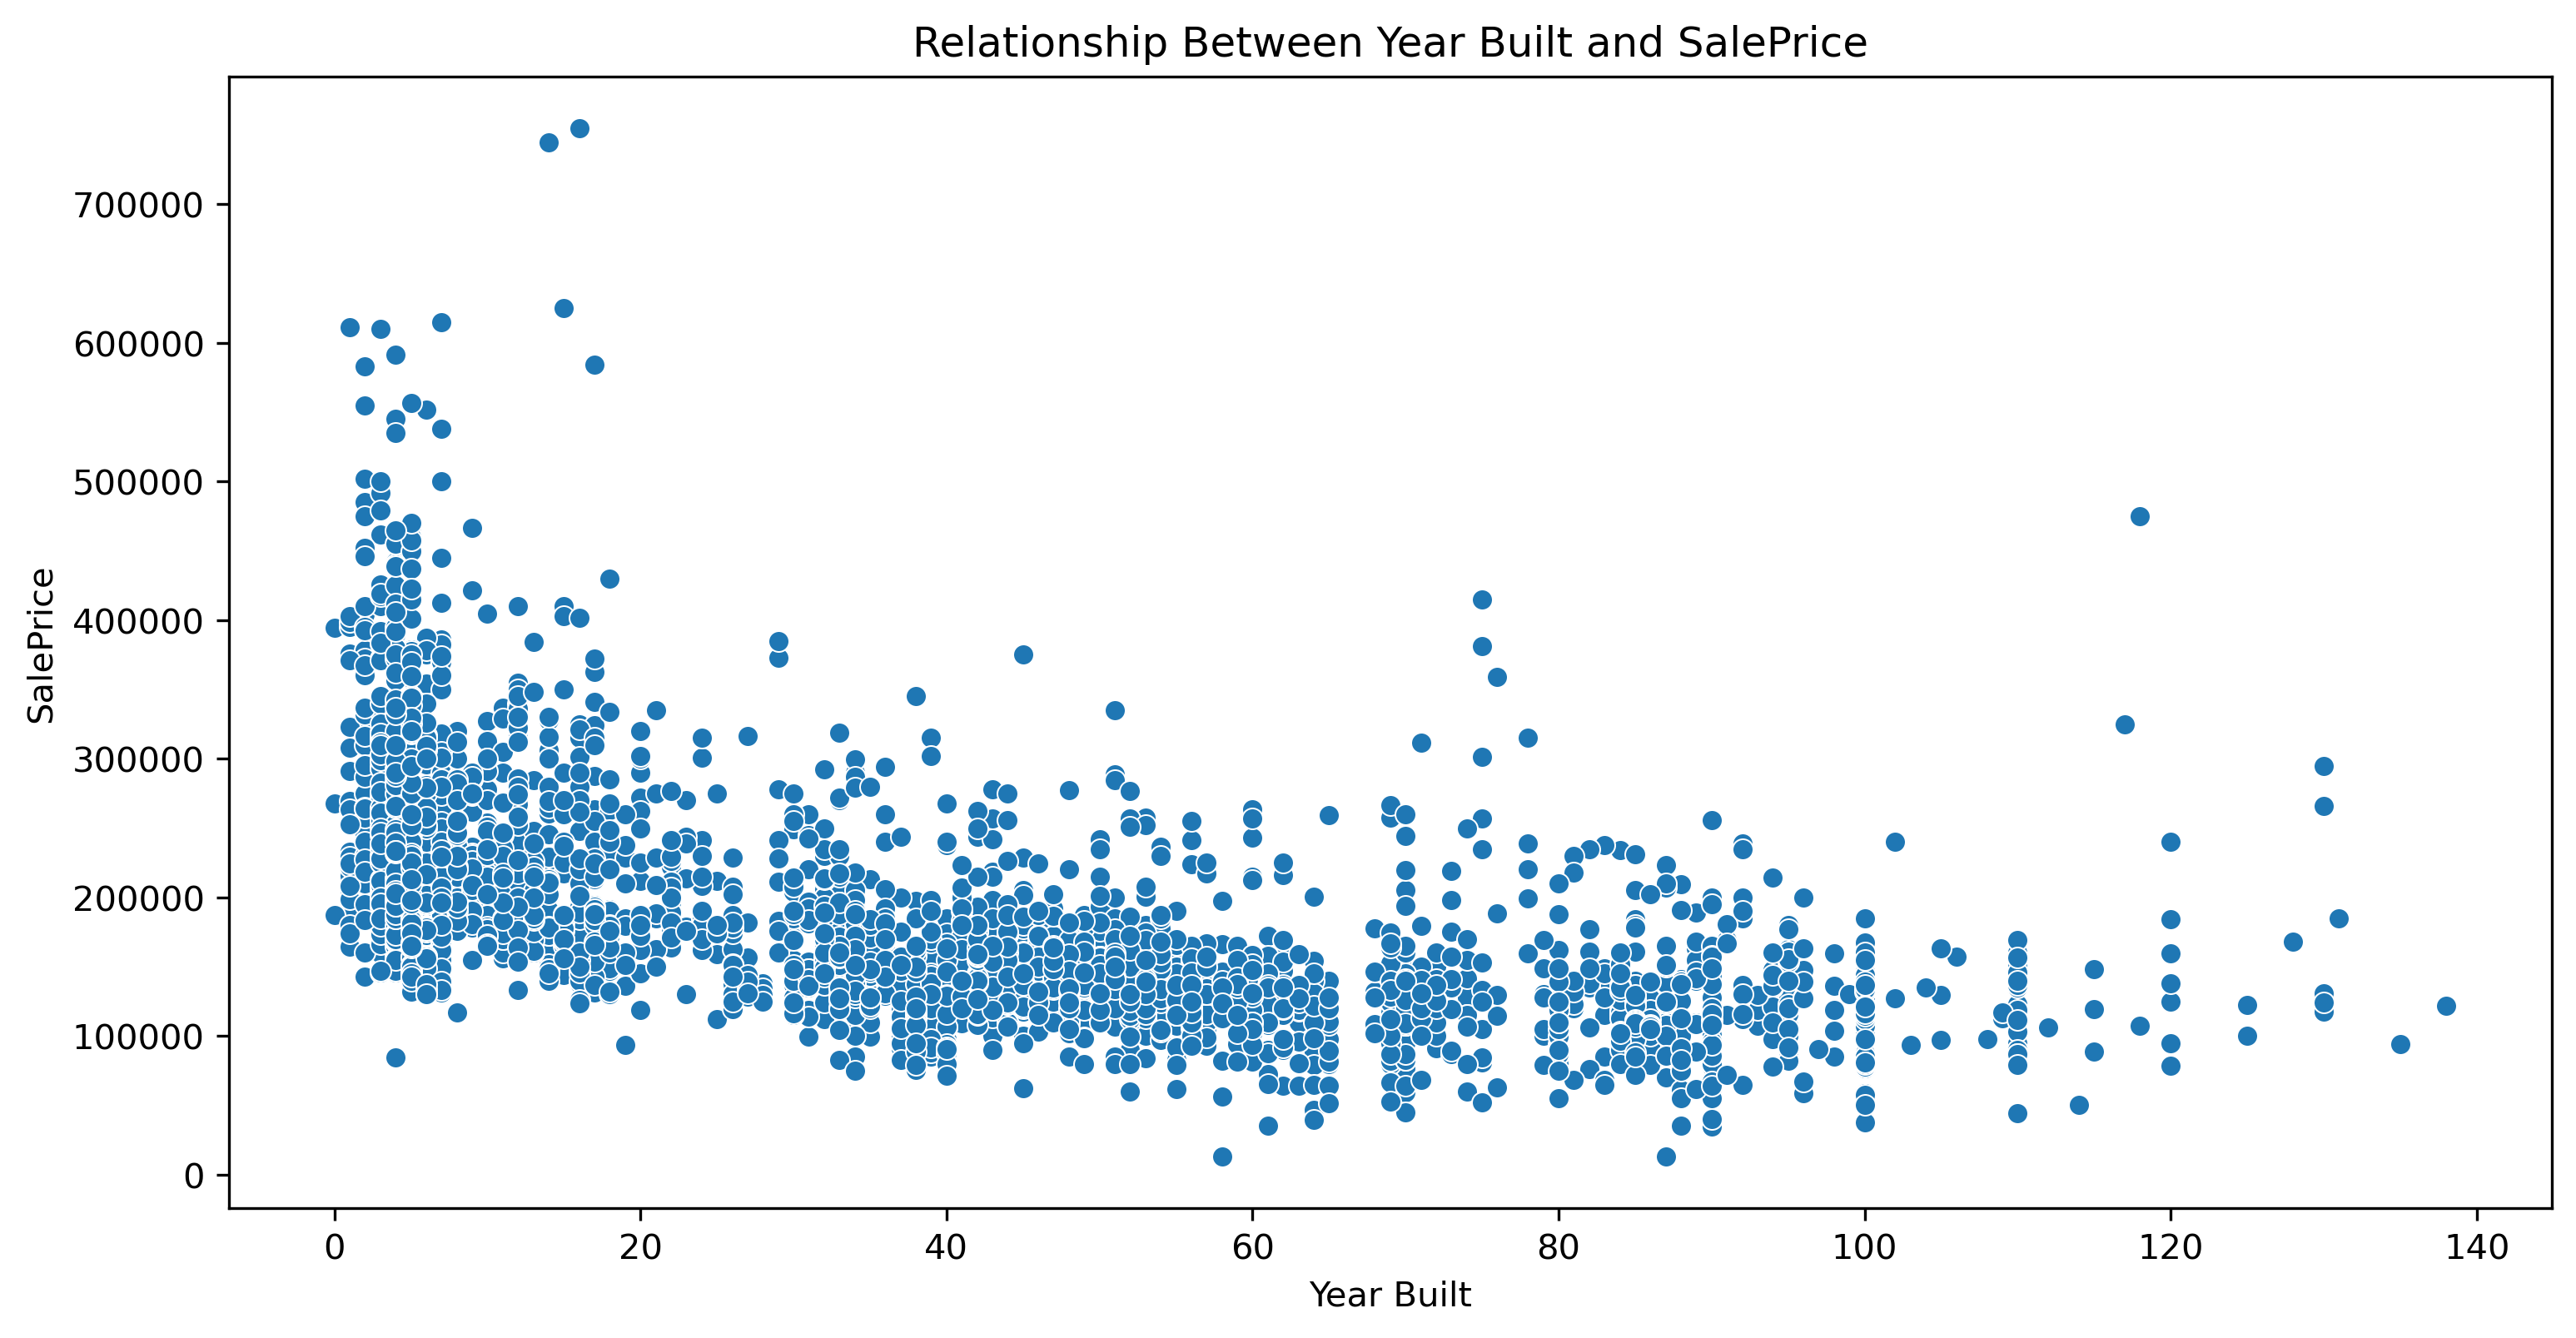 Relationship Between Year Built and SalePrice
700000
600000
500000
400000
300000
200000
100000
0
SalePrice
0 20 40 60 80 100 120 140
Year Built